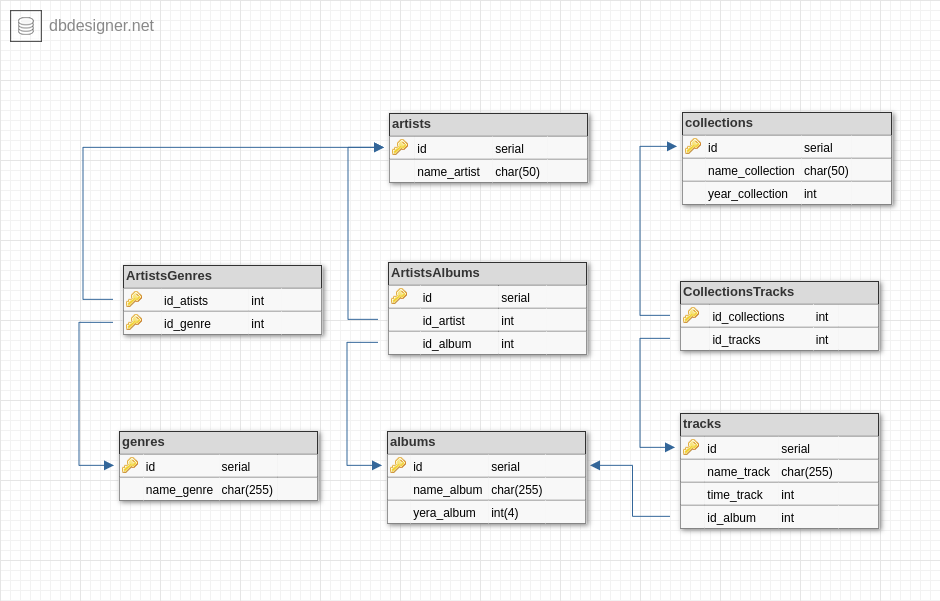 dbdesigner.net
artists
id serial
name_artist char(50)
collections
id serial
name_collection char(50)
year_collection int
ArtistsGenres
id_atists int
id_genre int
ArtistsAlbums
id serial
id_artist int
id_album int
CollectionsTracks
id_collections int
id_tracks int
genres
id serial
name_genre char(255)
albums
id serial
name_album char(255)
yera_album int(4)
tracks
id serial
name_track char(255)
time_track int
id_album int